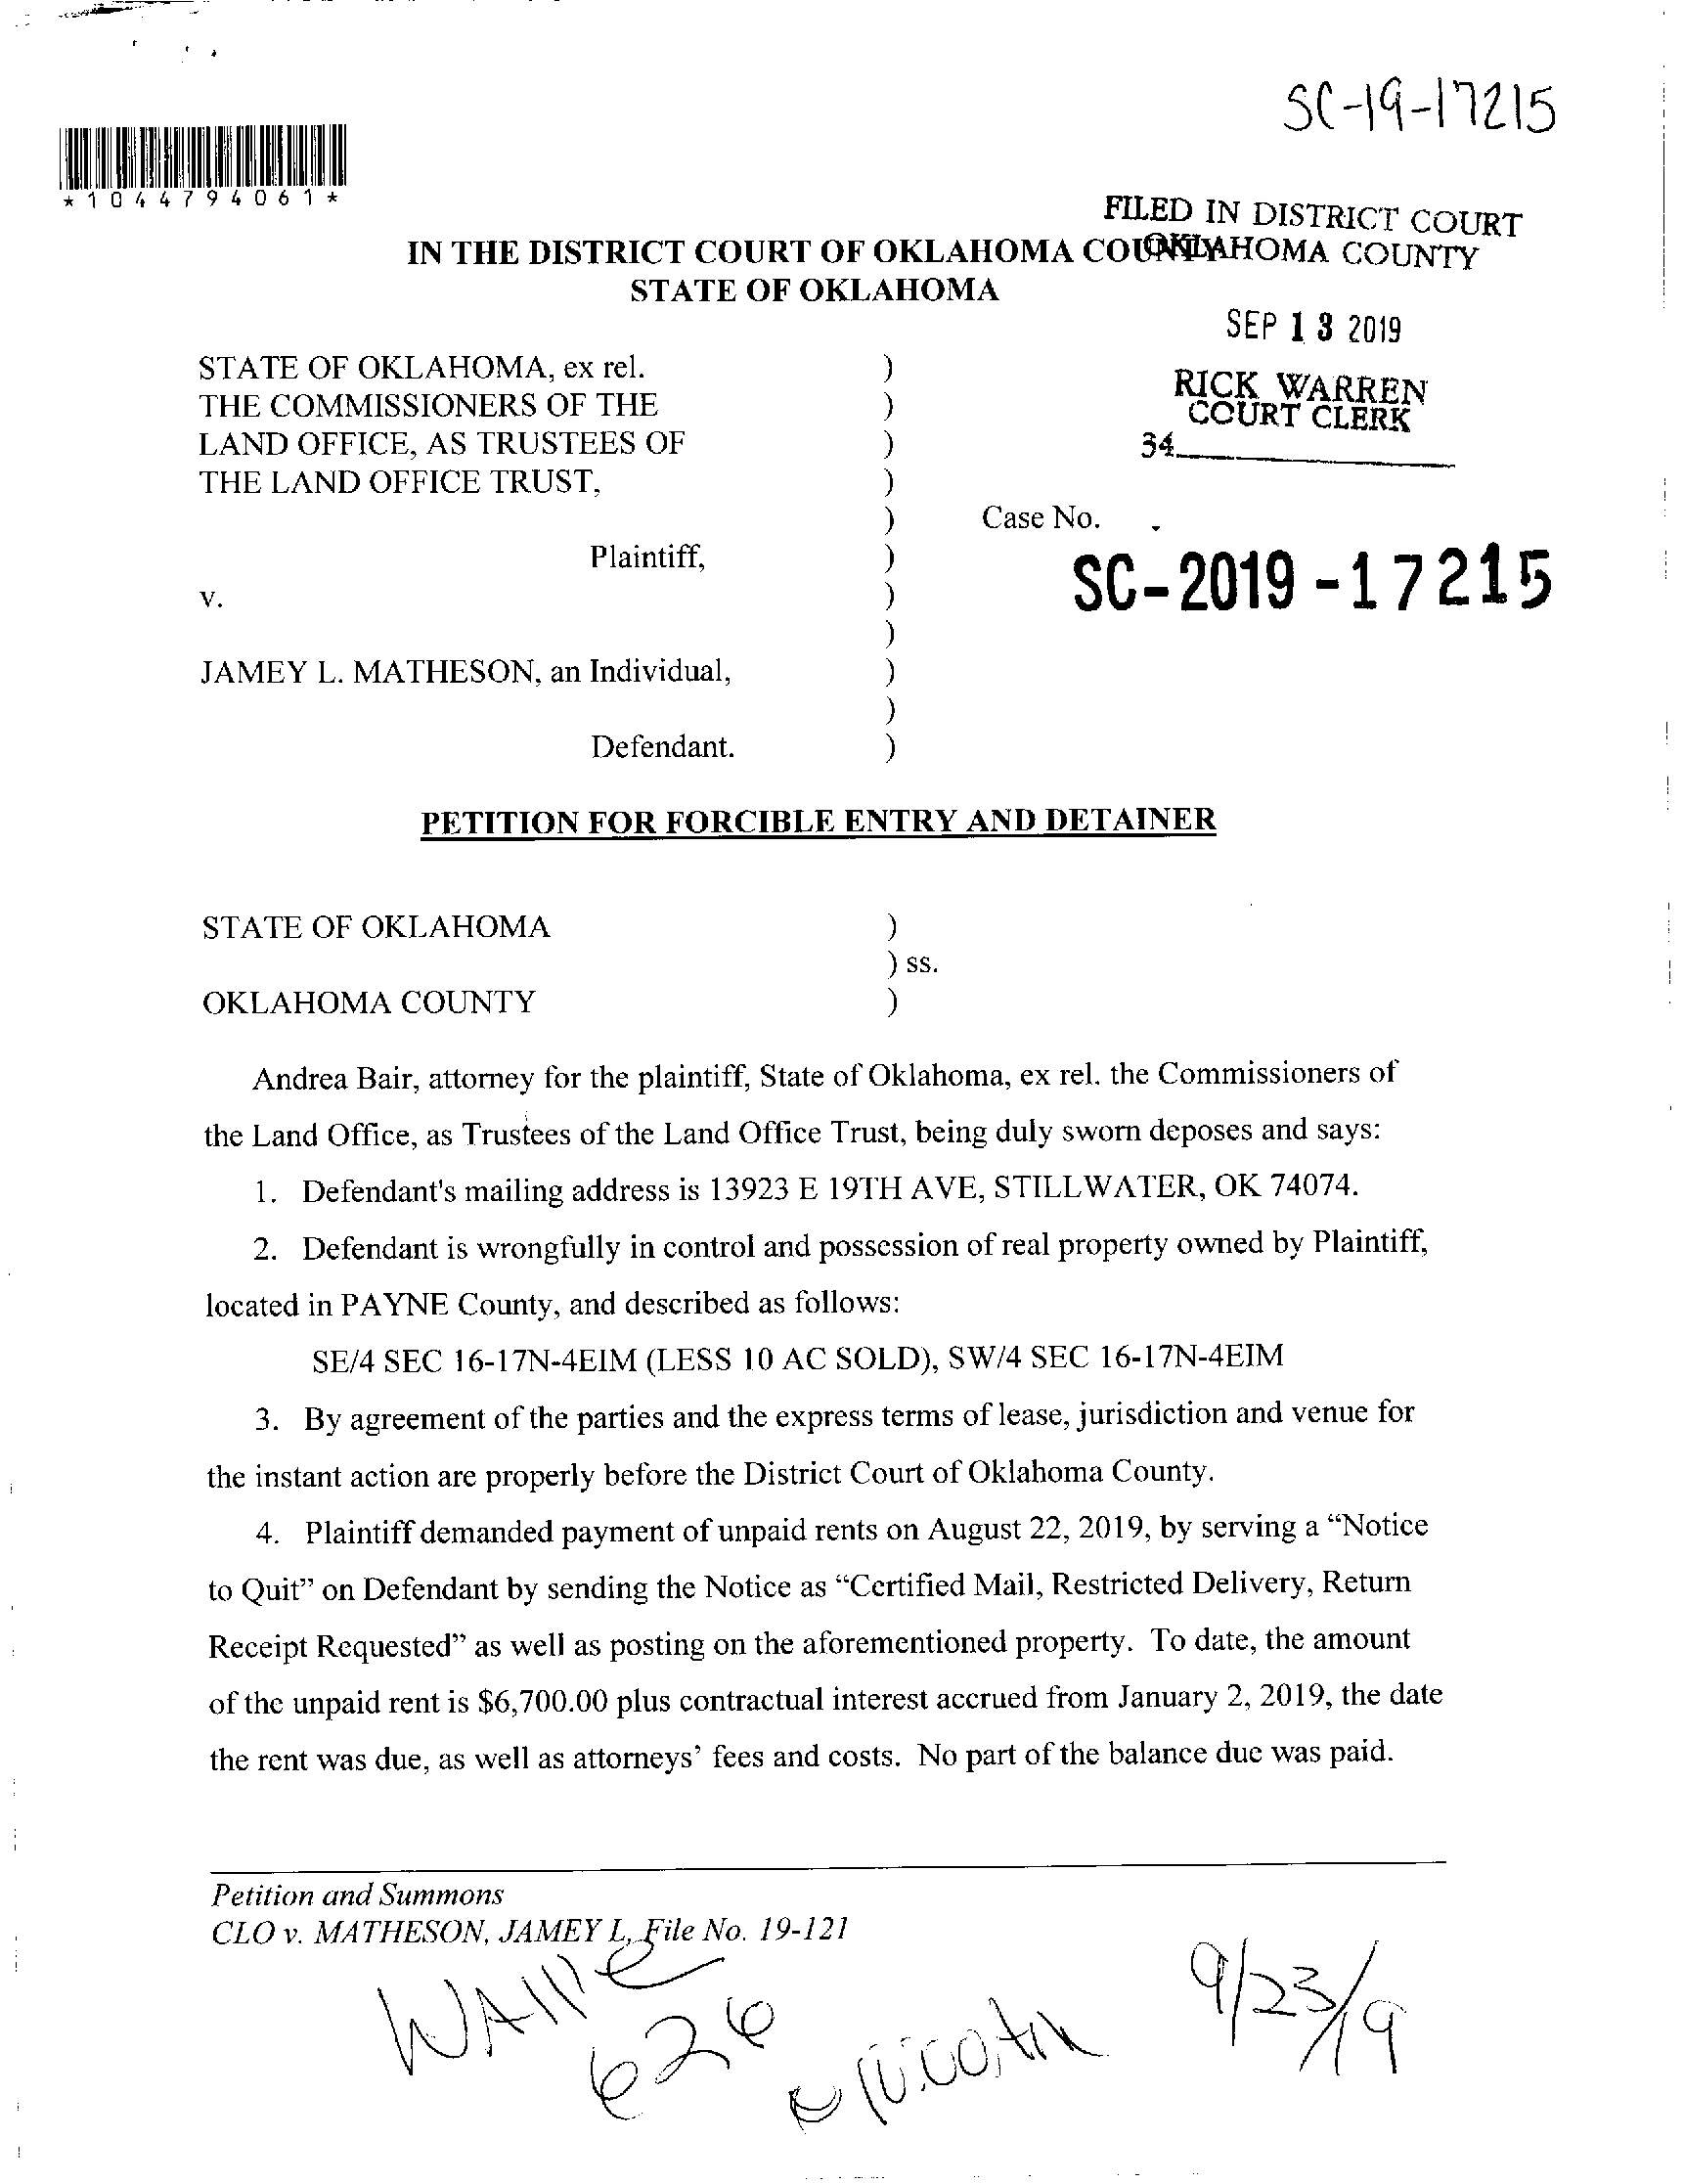 SC-19-17215
*1044794061*
FILED IN DISTRICT COURT
OKLAHOMA COUNTY
IN THE DISTRICT COURT OF OKLAHOMA COUNTY
STATE OF OKLAHOMA
SEP 13 2019
RICK WARREN
COURT CLERK
34
STATE OF OKLAHOMA, ex rel. )
THE COMMISSIONERS OF THE )
LAND OFFICE, AS TRUSTEES OF )
THE LAND OFFICE TRUST, )
) Case No.
Plaintiff, )
SC-2019-17215
v. )
)
JAMEY L. MATHESON, an Individual, )
)
Defendant. )
PETITION FOR FORCIBLE ENTRY AND DETAINER
STATE OF OKLAHOMA )
) ss.
OKLAHOMA COUNTY )
Andrea Bair, attorney for the plaintiff, State of Oklahoma, ex rel. the Commissioners of
the Land Office, as Trustees of the Land Office Trust, being duly sworn deposes and says:
1. Defendant's mailing address is 13923 E 19TH AVE, STILLWATER, OK 74074.
2. Defendant is wrongfully in control and possession of real property owned by Plaintiff,
located in PAYNE County, and described as follows:
SE/4 SEC 16-17N-4EIM (LESS 10 AC SOLD), SW/4 SEC 16-17N-4EIM
3. By agreement of the parties and the express terms of lease, jurisdiction and venue for
the instant action are properly before the District Court of Oklahoma County.
4. Plaintiff demanded payment of unpaid rents on August 22, 2019, by serving a “Notice
to Quit” on Defendant by sending the Notice as “Certified Mail, Restricted Delivery, Return
Receipt Requested” as well as posting on the aforementioned property. To date, the amount
of the unpaid rent is $6,700.00 plus contractual interest accrued from January 2, 2019, the date
the rent was due, as well as attorneys’ fees and costs. No part of the balance due was paid.
Petition and Summons
CLO v. MATHESON, JAMEY L, File No. 19-121
626
9/23/19